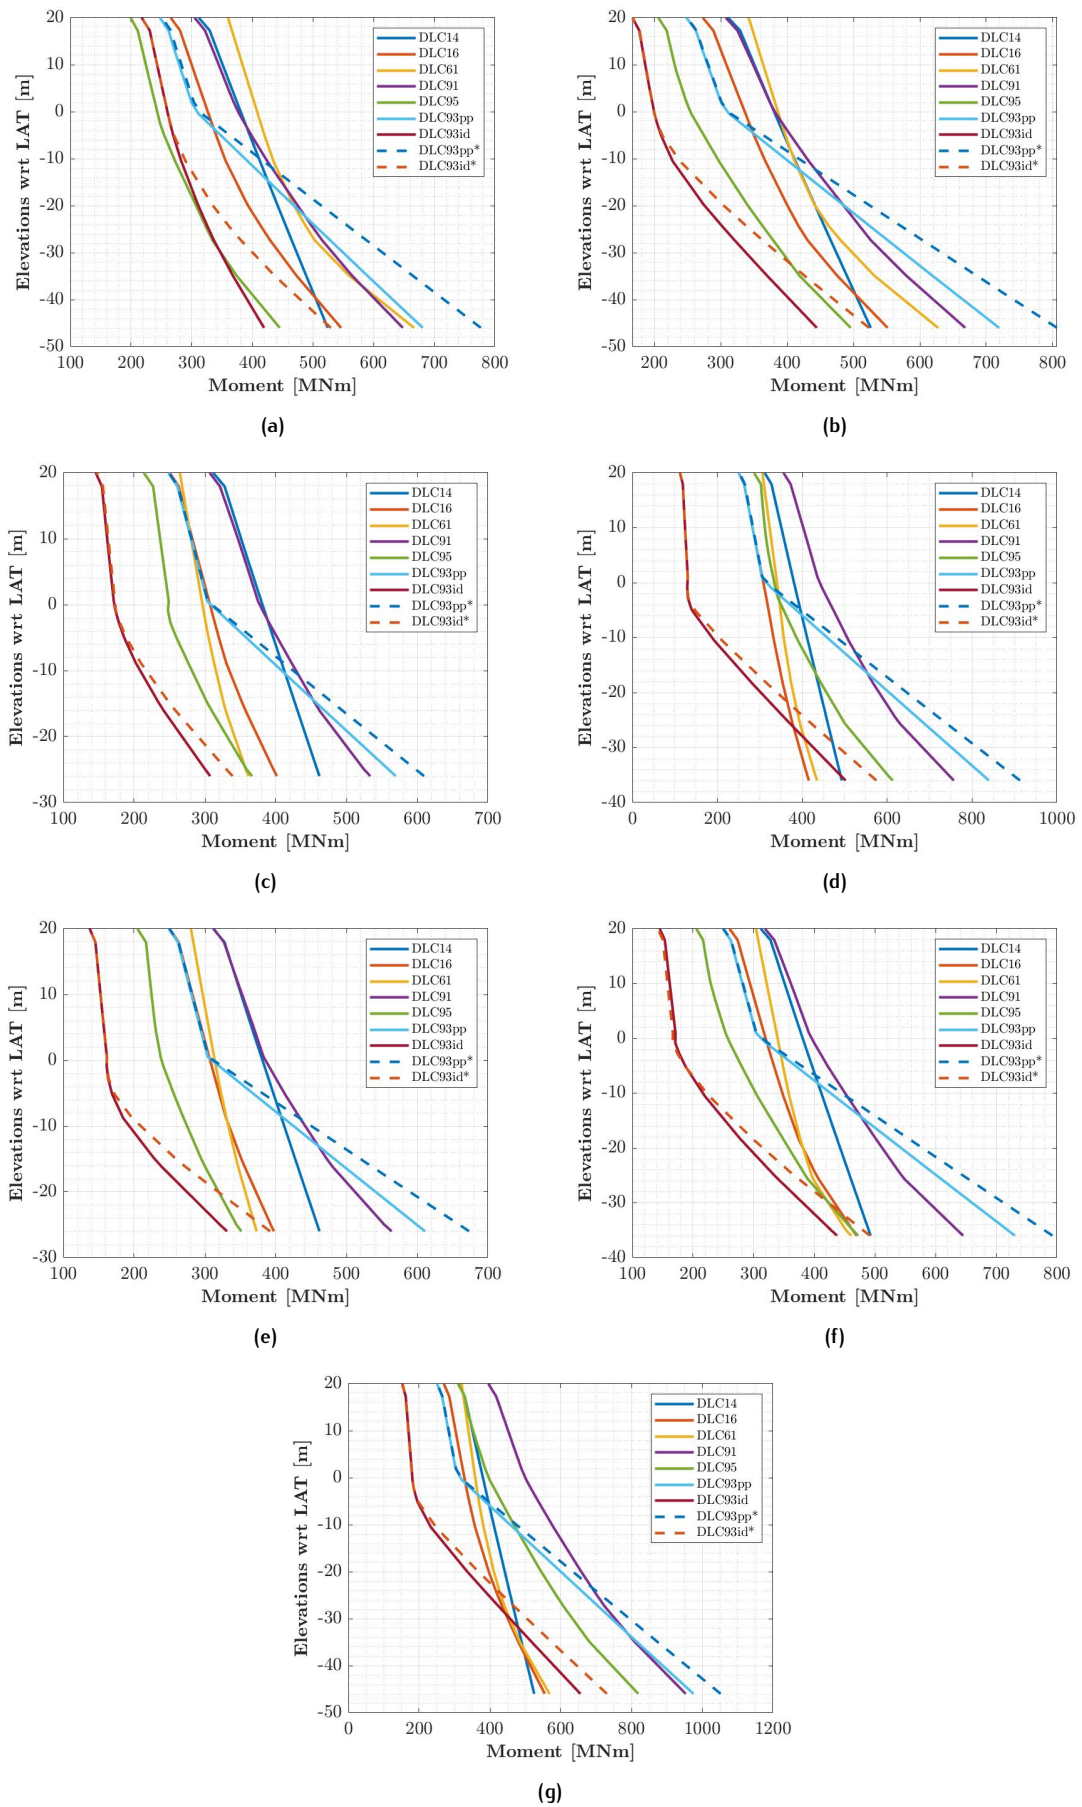 20
10
0
-10
-20
-30
-40
-50
100 200 300 400 500 600 700 800
Elevations wrt LAT [m]
Moment [MNm]
DLC14
DLC16
DLC61
DLC91
DLC95
DLC93pp
DLC93id
DLC93pp*
DLC93id*
(a)
20
10
0
-10
-20
-30
-40
-50
200 300 400 500 600 700 800
Elevations wrt LAT [m]
Moment [MNm]
DLC14
DLC16
DLC61
DLC91
DLC95
DLC93pp
DLC93id
DLC93pp*
DLC93id*
(b)
20
10
0
-10
-20
-30
100 200 300 400 500 600 700
Elevations wrt LAT [m]
Moment [MNm]
DLC14
DLC16
DLC61
DLC91
DLC95
DLC93pp
DLC93id
DLC93pp*
DLC93id*
(c)
20
10
0
-10
-20
-30
-40
0 200 400 600 800 1000
Elevations wrt LAT [m]
Moment [MNm]
DLC14
DLC16
DLC61
DLC91
DLC95
DLC93pp
DLC93id
DLC93pp*
DLC93id*
(d)
20
10
0
-10
-20
-30
100 200 300 400 500 600 700
Elevations wrt LAT [m]
Moment [MNm]
DLC14
DLC16
DLC61
DLC91
DLC95
DLC93pp
DLC93id
DLC93pp*
DLC93id*
(e)
20
10
0
-10
-20
-30
-40
100 200 300 400 500 600 700 800
Elevations wrt LAT [m]
Moment [MNm]
DLC14
DLC16
DLC61
DLC91
DLC95
DLC93pp
DLC93id
DLC93pp*
DLC93id*
(f)
20
10
0
-10
-20
-30
-40
-50
0 200 400 600 800 1000 1200
Elevations wrt LAT [m]
Moment [MNm]
DLC14
DLC16
DLC61
DLC91
DLC95
DLC93pp
DLC93id
DLC93pp*
DLC93id*
(g)